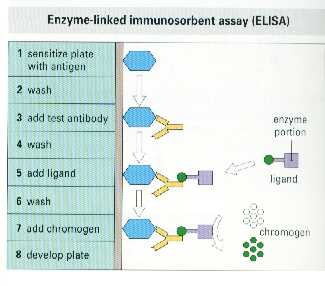 Enzyme-linked immunosorbent assay (ELISA)
1 sensitize plate
with antigen
2 wash
3 add test antibody
4 wash
5 add ligand
6 wash
7 add chromogen
8 develop plate
enzyme
portion
ligand
chromogen